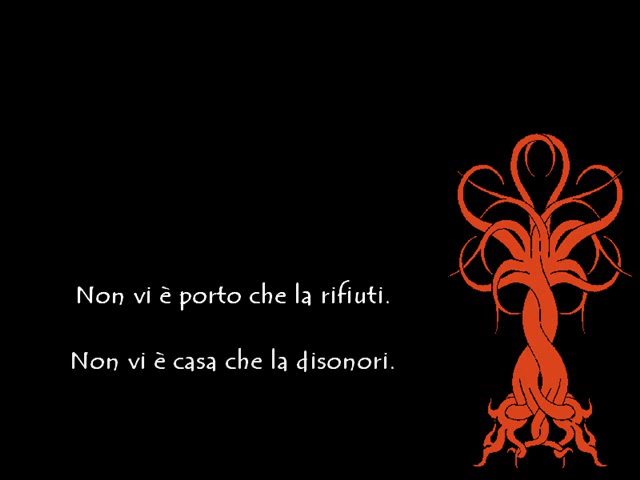 Non vi è porto che la rifiuti.
Non vi è casa che la disonori.